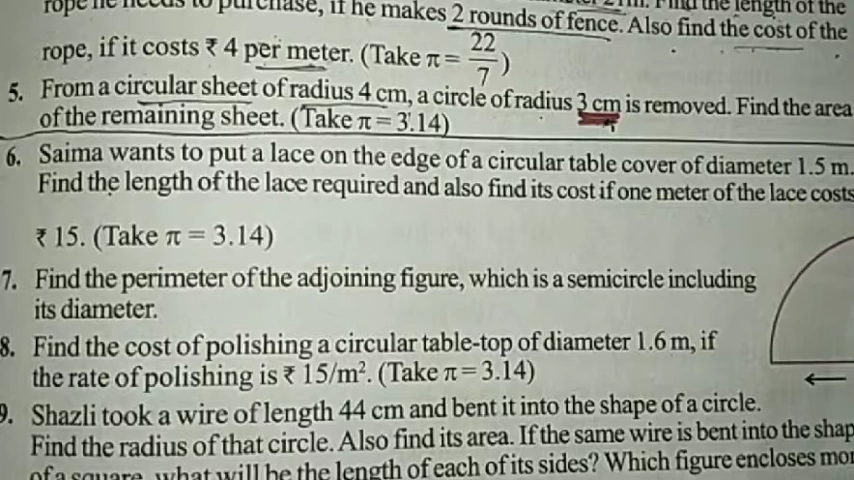 rope he needs to purchase, if he makes 2 rounds of fence. Also find the cost of the
rope, if it costs ₹ 4 per meter. (Take π = 22/7)
5. From a circular sheet of radius 4 cm, a circle of radius 3 cm is removed. Find the area
of the remaining sheet. (Take π = 3.14)
6. Saima wants to put a lace on the edge of a circular table cover of diameter 1.5 m.
Find the length of the lace required and also find its cost if one meter of the lace costs
₹ 15. (Take π = 3.14)
7. Find the perimeter of the adjoining figure, which is a semicircle including
its diameter.
8. Find the cost of polishing a circular table-top of diameter 1.6 m, if
the rate of polishing is ₹ 15/m². (Take π = 3.14)
9. Shazli took a wire of length 44 cm and bent it into the shape of a circle.
Find the radius of that circle. Also find its area. If the same wire is bent into the shap
of a square, what will be the length of each of its sides? Which figure encloses mor